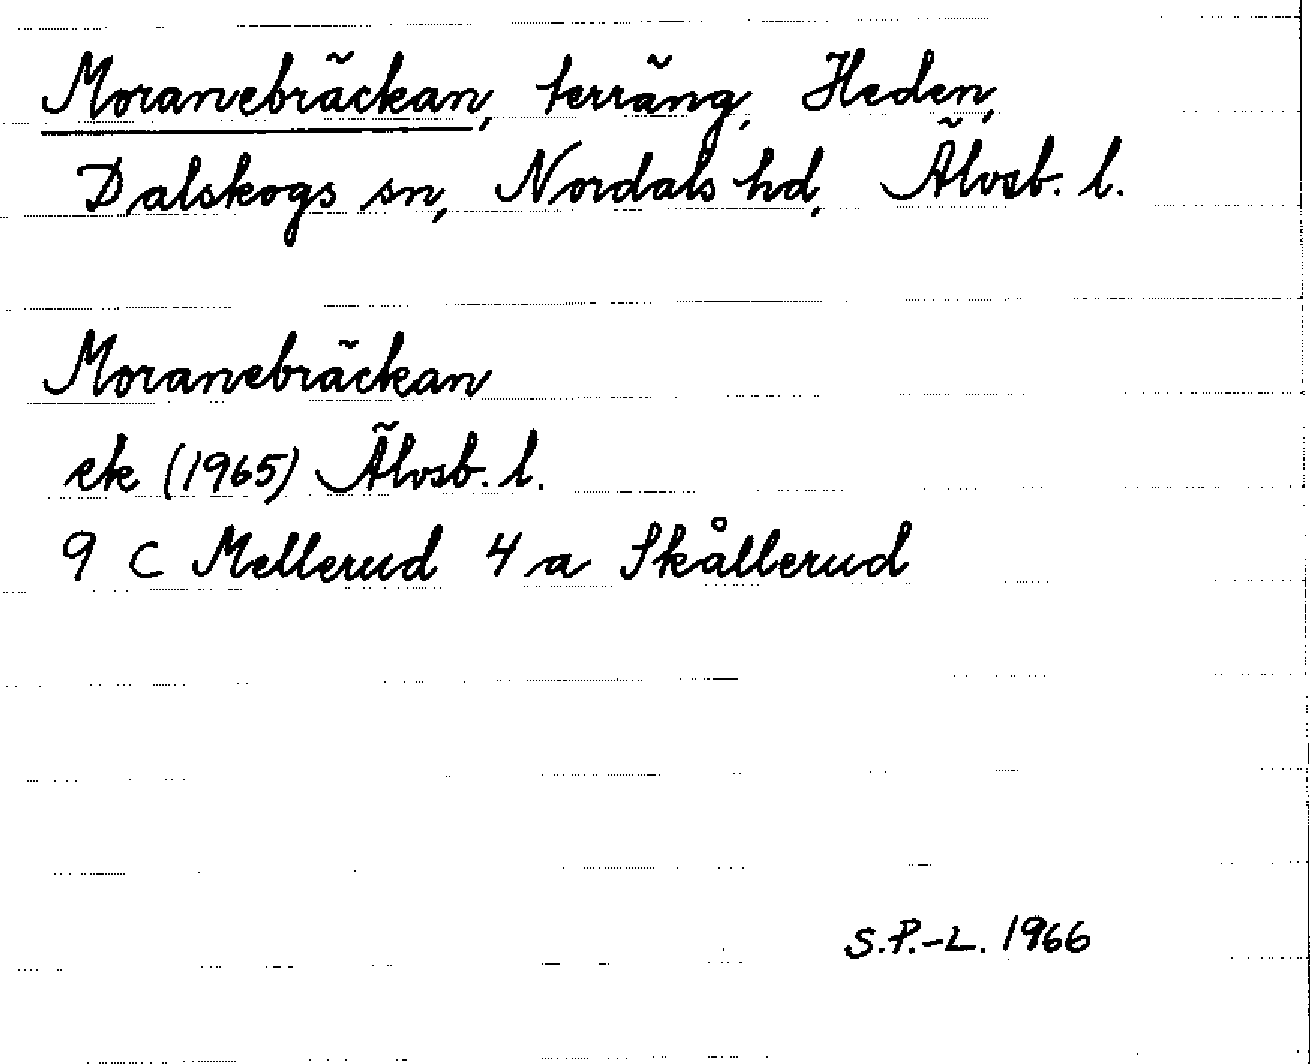 Moranebräckan, terräng, Heden,
Dalskogs sn, Nordals hd, Älvsb. l.
Moranebräckan
ek (1965) Älvsb. l.
9 C Mellerud 4 a Skållerud
S.P.-L. 1966